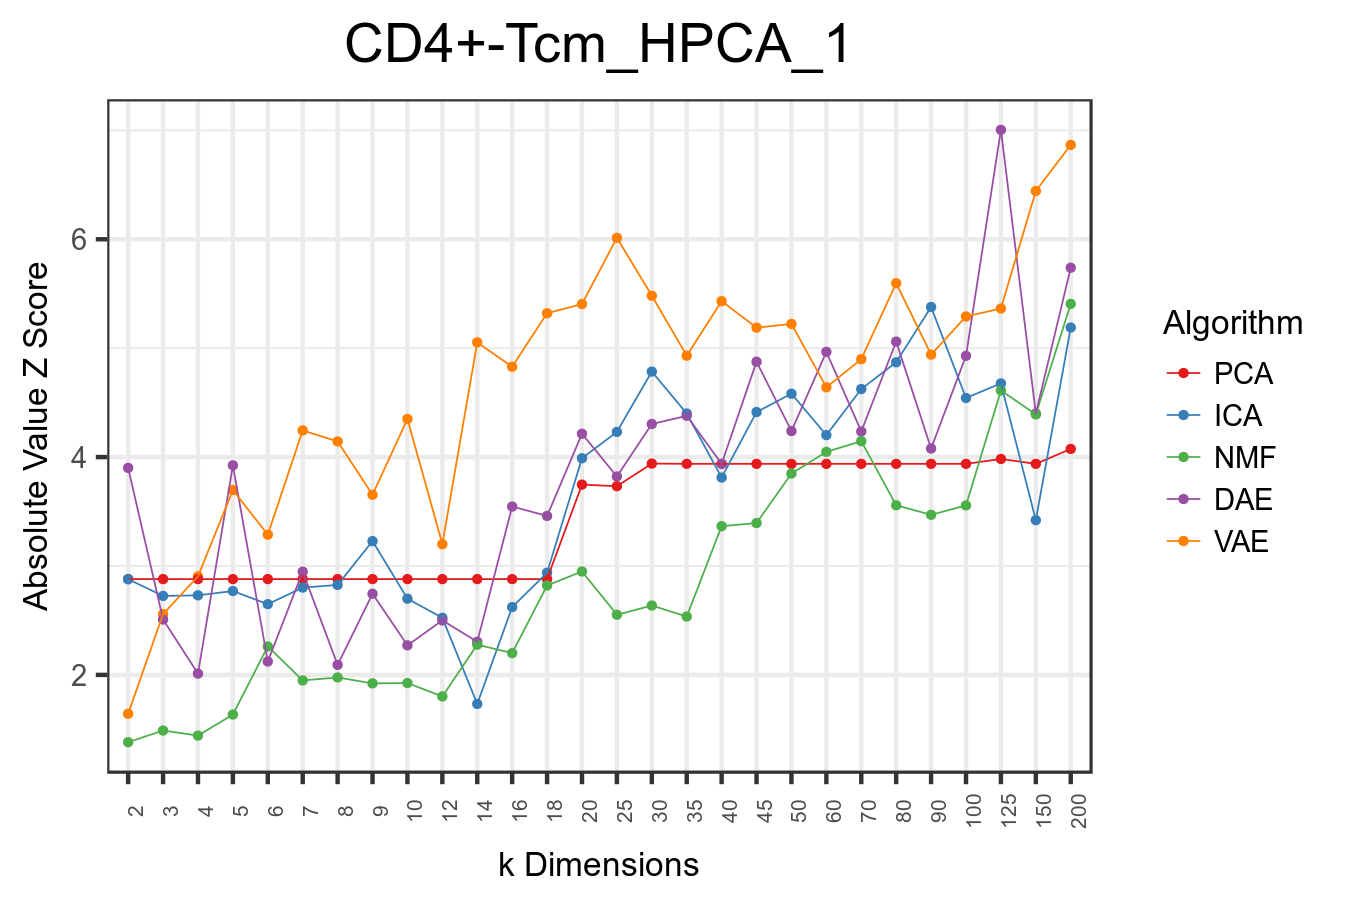 CD4+-Tcm_HPCA_1
Absolute Value Z Score
6
4
2
2 3 4 5 6 7 8 9 10 12 14 16 18 20 25 30 35 40 45 50 60 70 80 90 100 125 150 200
k Dimensions
Algorithm
PCA
ICA
NMF
DAE
VAE